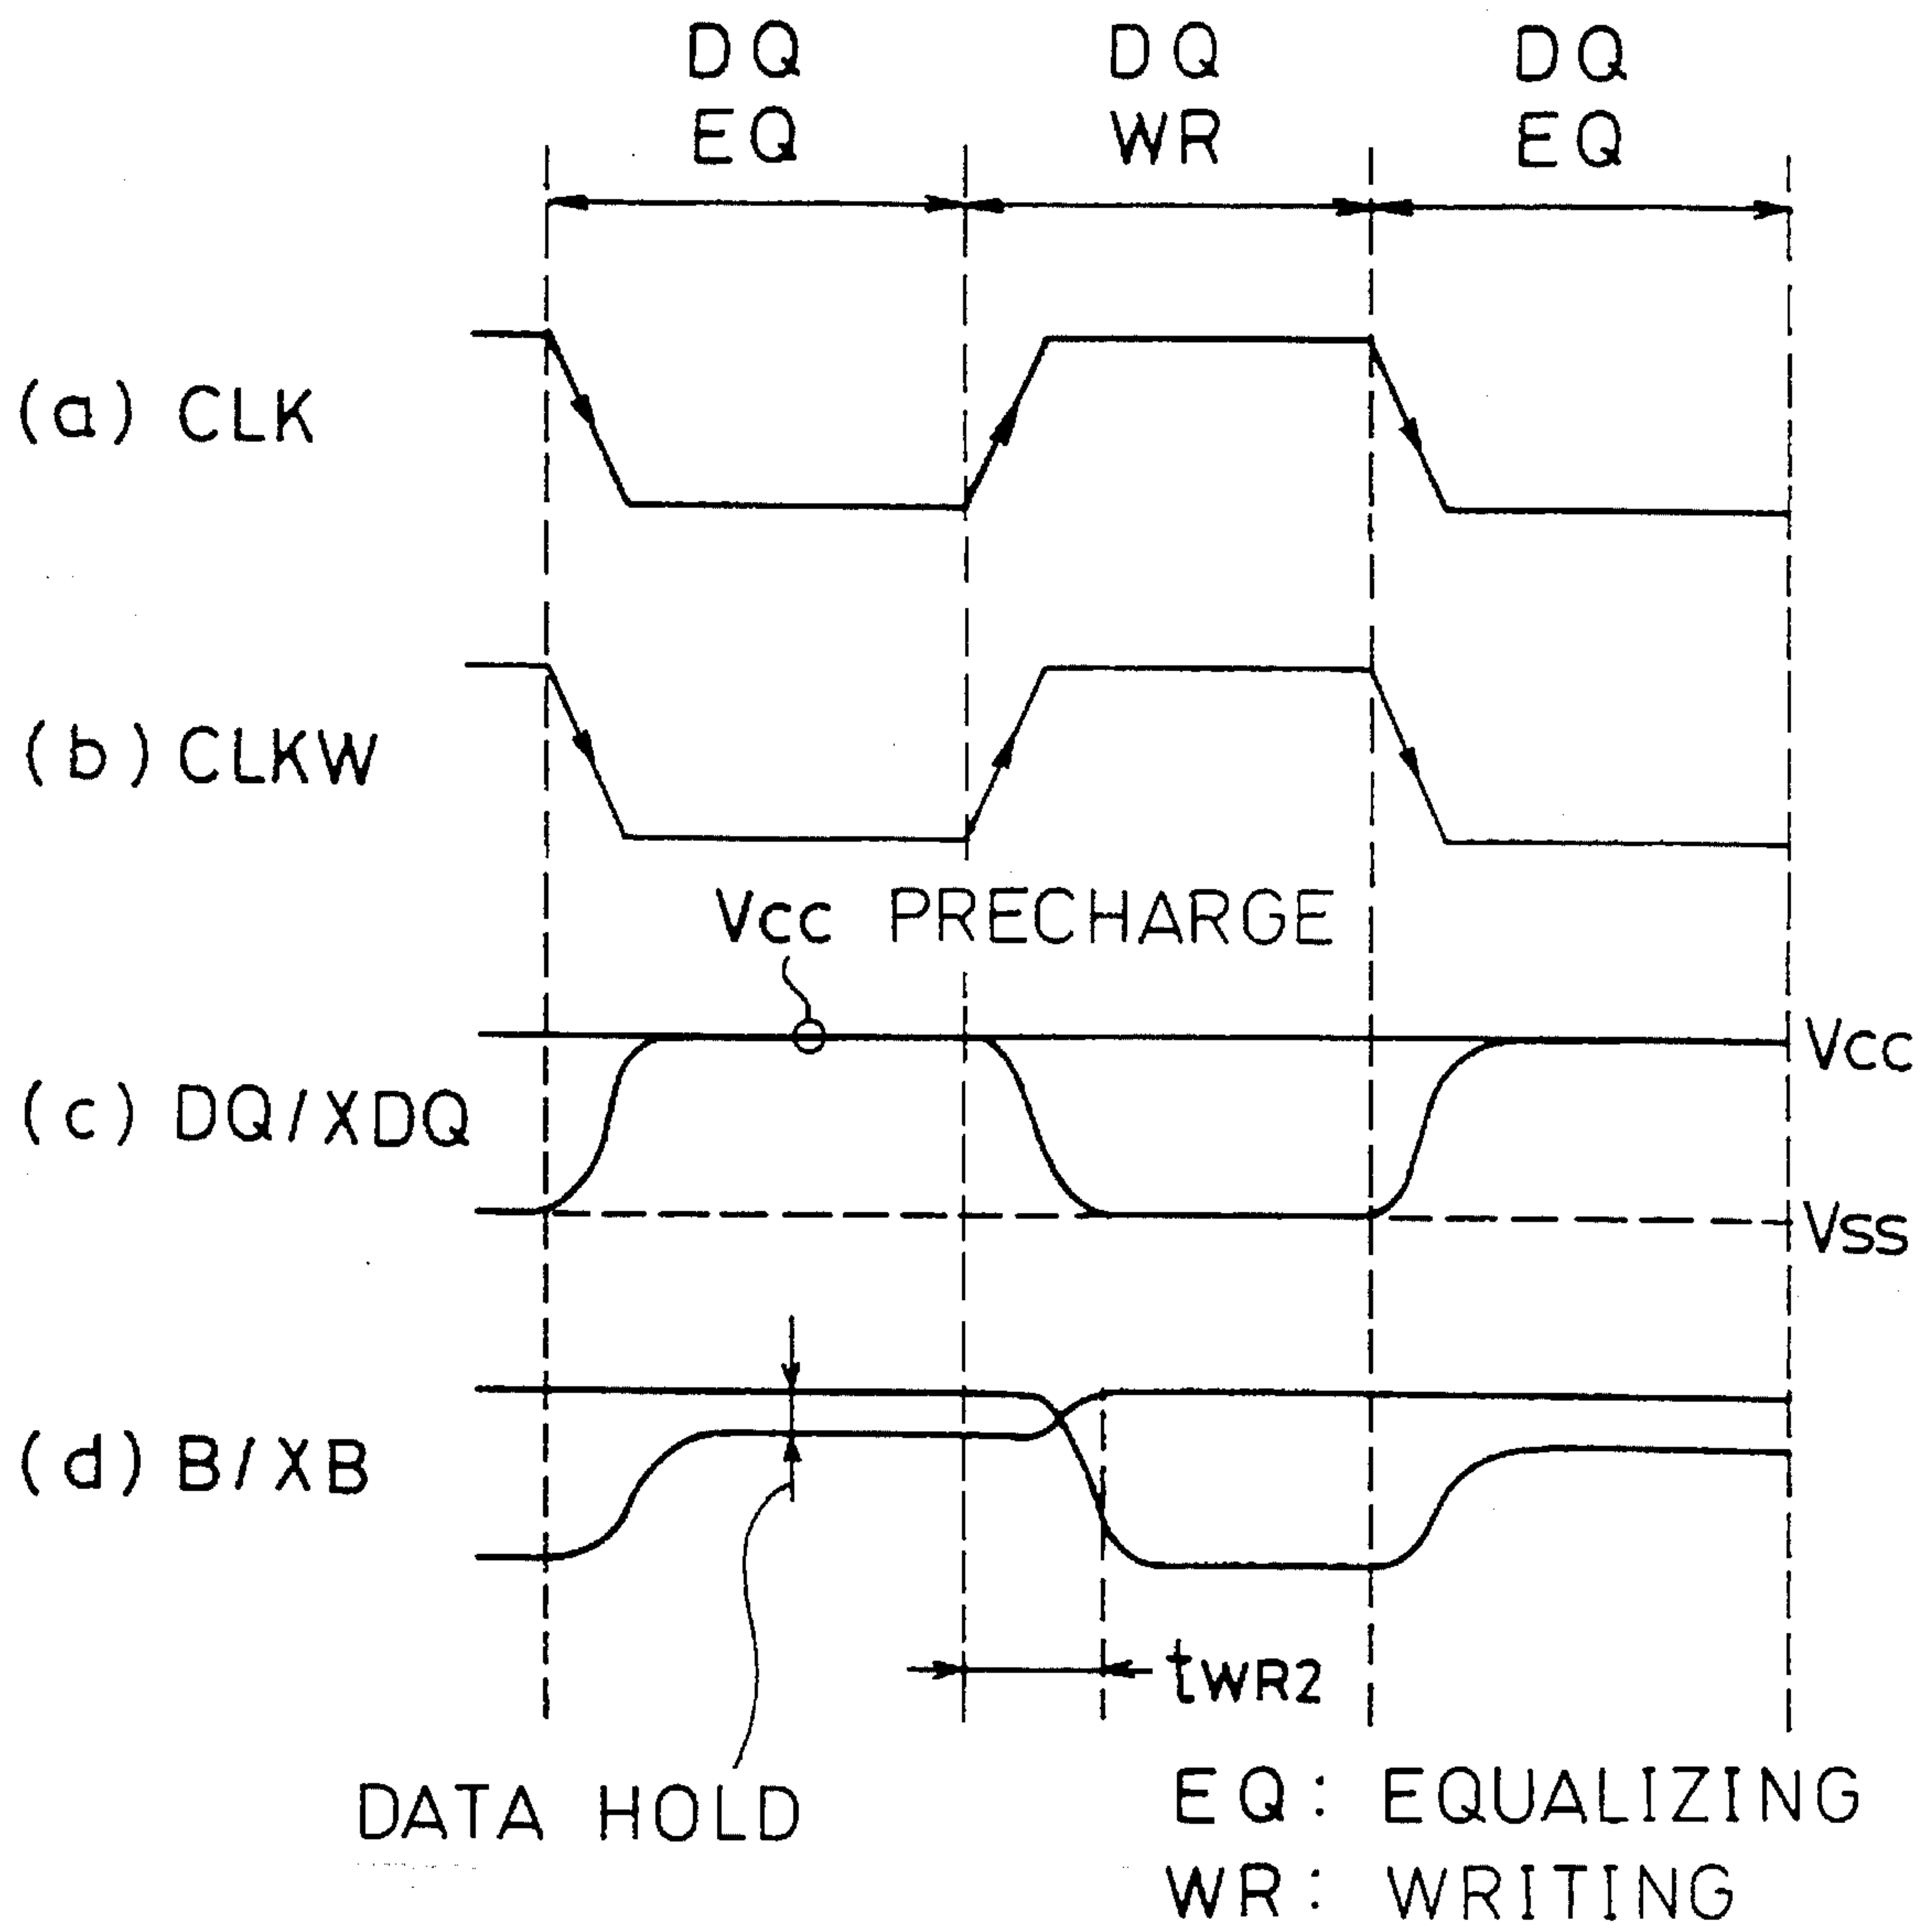 DQ DQ DQ
EQ WR EQ
(a) CLK
(b) CLKW
Vcc PRECHARGE
Vcc
(c) DQ/XDQ
Vss
(d) B/XB
tWR2
DATA HOLD
EQ: EQUALIZING
WR: WRITING